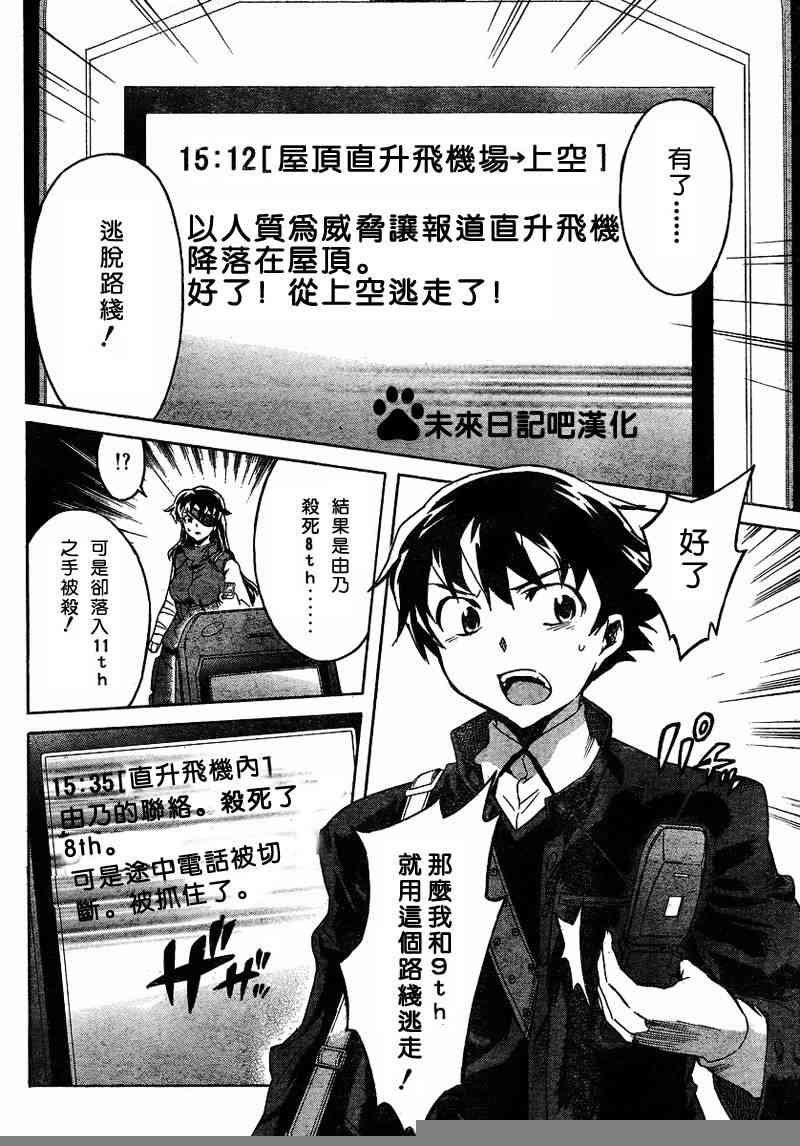 有了……
15:12[屋頂直升飛機場→上空]
以人質為威脅讓報道直升飛機
降落在屋頂。
好了！從上空逃走了！
逃脫路綫！
未來日記吧漢化
好了
結果是由乃
殺死8th……
!?
可是卻落入11th
之手被殺！
15:35[直升飛機內]
由乃的聯絡。殺死了
8th。
可是途中電話被切
斷。被抓住了。
那麼我和9th
就用這個路綫逃走！